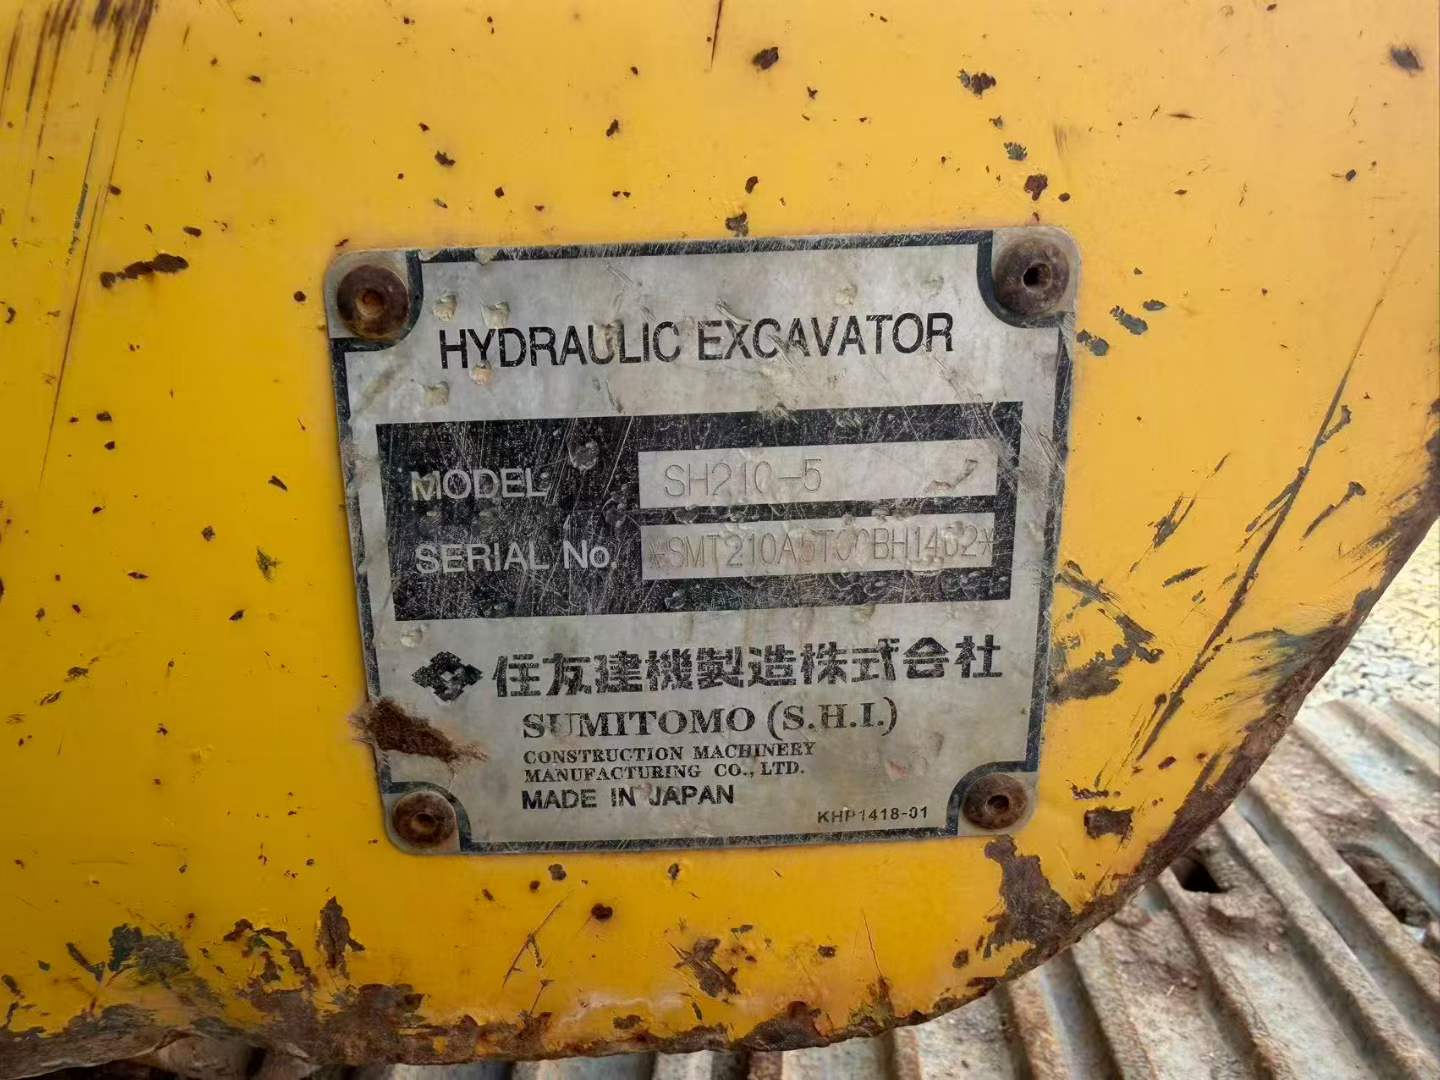 HYDRAULIC EXCAVATOR
MODEL SH210-5
SERIAL No.
住友建機製造株式会社
SUMITOMO (S.H.I.)
CONSTRUCTION MACHINERY
MANUFACTURING CO., LTD.
MADE IN JAPAN
KHP1418-01